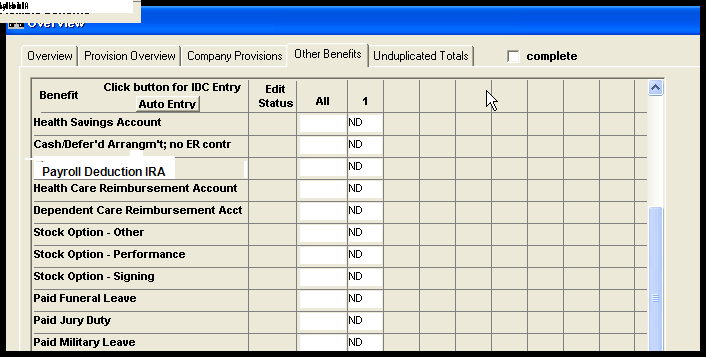 Overview
Overview Provision Overview Company Provisions Other Benefits Unduplicated Totals complete
Benefit Click button for IDC Entry Edit
Auto Entry Status All 1
Health Savings Account ND
Cash/Defer'd Arrangm't; no ER contr ND
Payroll Deduction IRA ND
Health Care Reimbursement Account ND
Dependent Care Reimbursement Acct ND
Stock Option - Other ND
Stock Option - Performance ND
Stock Option - Signing ND
Paid Funeral Leave ND
Paid Jury Duty ND
Paid Military Leave ND